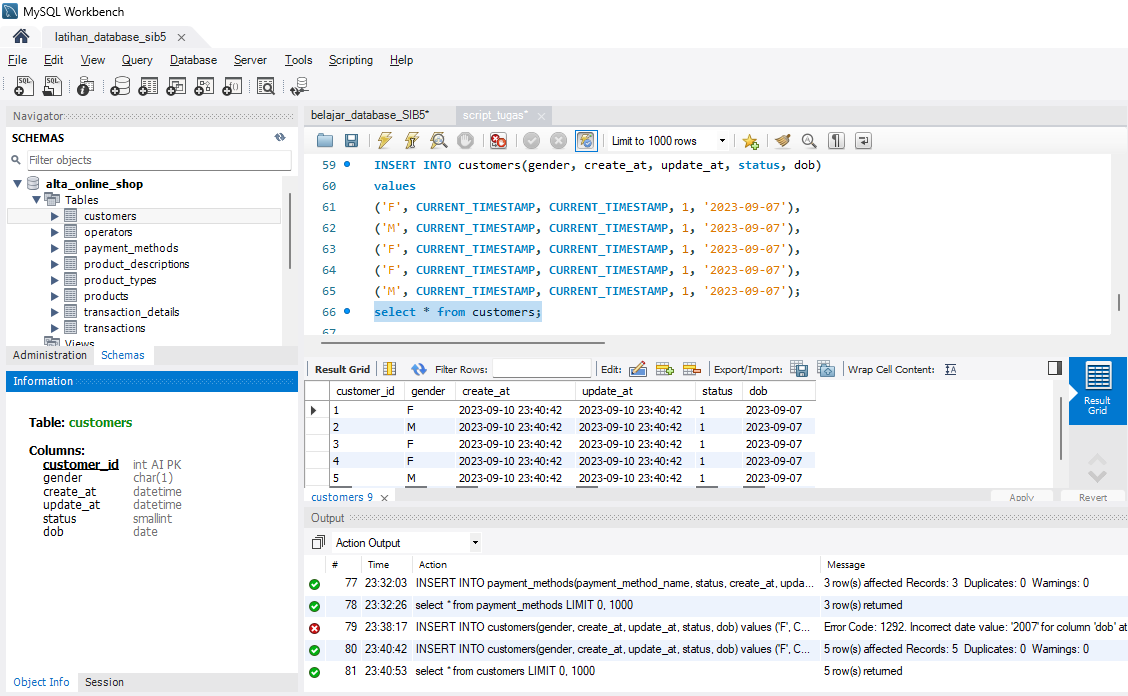 MySQL Workbench
latihan_database_sib5
File Edit View Query Database Server Tools Scripting Help
Navigator
SCHEMAS
Filter objects
alta_online_shop
Tables
customers
operators
payment_methods
product_descriptions
product_types
products
transaction_details
transactions
Views
Administration Schemas
Information
Table: customers
Columns:
customer_id int AI PK
gender char(1)
create_at datetime
update_at datetime
status smallint
dob date
Object Info Session
belajar_database_SIB5* script_tugas*
Limit to 1000 rows
59 INSERT INTO customers(gender, create_at, update_at, status, dob)
60 values
61 ('F', CURRENT_TIMESTAMP, CURRENT_TIMESTAMP, 1, '2023-09-07'),
62 ('M', CURRENT_TIMESTAMP, CURRENT_TIMESTAMP, 1, '2023-09-07'),
63 ('F', CURRENT_TIMESTAMP, CURRENT_TIMESTAMP, 1, '2023-09-07'),
64 ('F', CURRENT_TIMESTAMP, CURRENT_TIMESTAMP, 1, '2023-09-07'),
65 ('M', CURRENT_TIMESTAMP, CURRENT_TIMESTAMP, 1, '2023-09-07');
66 select * from customers;
67
Result Grid Filter Rows: Edit: Export/Import: Wrap Cell Content:
customer_id gender create_at update_at status dob
1 F 2023-09-10 23:40:42 2023-09-10 23:40:42 1 2023-09-07
2 M 2023-09-10 23:40:42 2023-09-10 23:40:42 1 2023-09-07
3 F 2023-09-10 23:40:42 2023-09-10 23:40:42 1 2023-09-07
4 F 2023-09-10 23:40:42 2023-09-10 23:40:42 1 2023-09-07
5 M 2023-09-10 23:40:42 2023-09-10 23:40:42 1 2023-09-07
Result
Grid
customers 9 Apply Revert
Output
Action Output
# Time Action Message
77 23:32:03 INSERT INTO payment_methods(payment_method_name, status, create_at, upda... 3 row(s) affected Records: 3 Duplicates: 0 Warnings: 0
78 23:32:26 select * from payment_methods LIMIT 0, 1000 3 row(s) returned
79 23:38:17 INSERT INTO customers(gender, create_at, update_at, status, dob) values ('F', C... Error Code: 1292. Incorrect date value: '2007' for column 'dob' at
80 23:40:42 INSERT INTO customers(gender, create_at, update_at, status, dob) values ('F', C... 5 row(s) affected Records: 5 Duplicates: 0 Warnings: 0
81 23:40:53 select * from customers LIMIT 0, 1000 5 row(s) returned